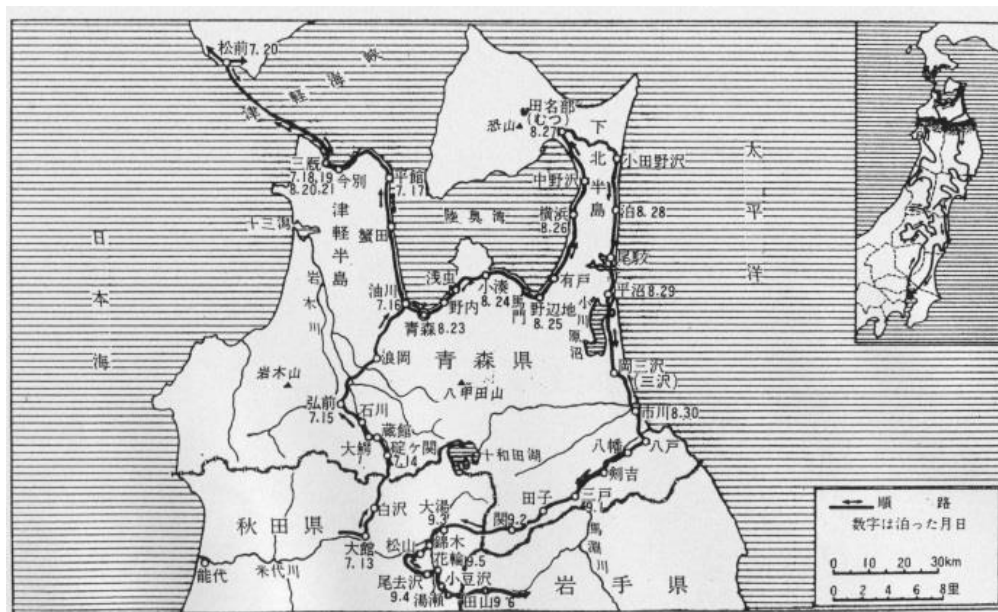 松前7.20
津軽海峡
三厩
7.18,19
8.20,21
今別
平館
7.17
十三潟
津軽半島
蟹田
陸奥湾
恐山
田名部
(むつ)
8.27
下北半島
小田野沢
中野沢
泊8.28
横浜
8.26
尾駮
有戸
平沼8.29
小川原沼
野辺地
8.25
馬門
小湊
8.24
浅虫
野内
油川
7.16
青森8.23
岩木川
浪岡
青森県
岩木山
八甲田山
岡三沢
(三沢)
弘前
7.15
石川
蔵館
大鰐
碇ヶ関
7.14
市川8.30
八戸
八幡
剣吉
三戸
9.1
田子
関9.2
十和田湖
馬淵川
大湯
9.3
白沢
秋田県
大館
7.13
松山
錦木
花輪9.5
尾去沢
9.4
小豆沢
湯瀬
田山9.6
能代
米代川
岩手県
日本海
太平洋
順路
数字は泊った月日
0 10 20 30km
0 2 4 6 8里